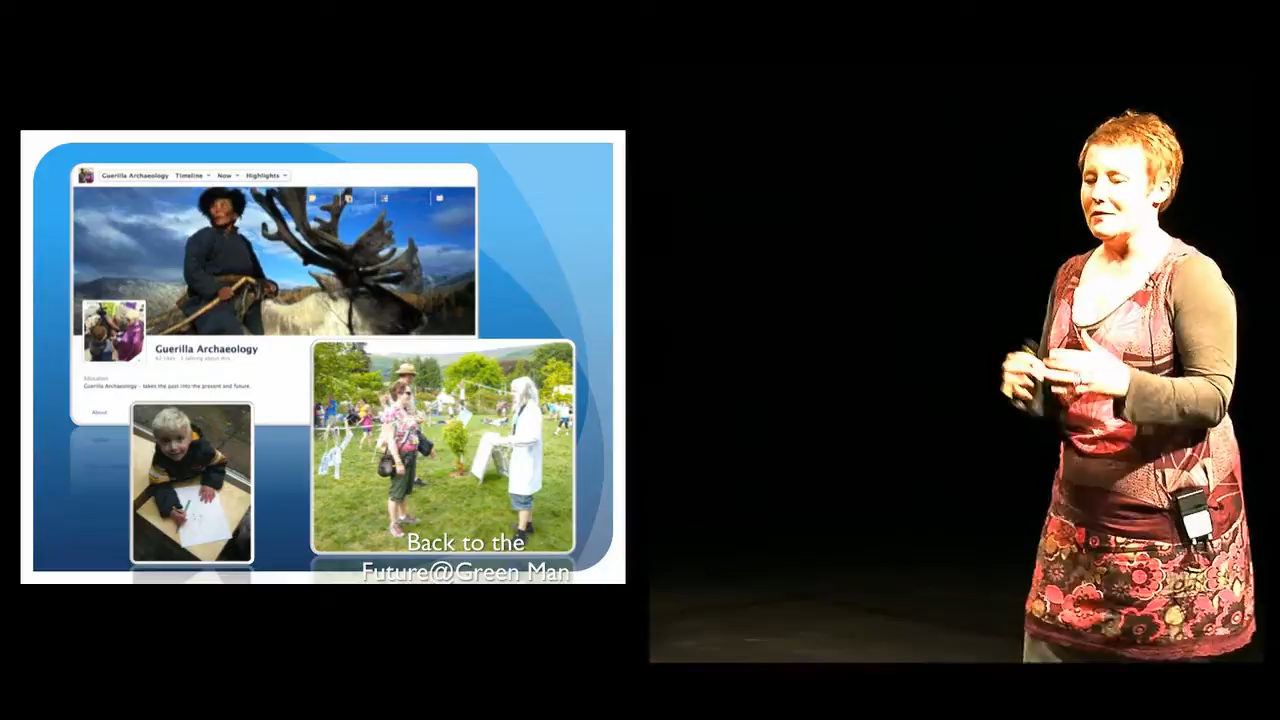 Guerilla Archaeology Timeline Now Highlights
Guerilla Archaeology
Education
Guerilla Archaeology - takes the past into the present and future.
About
Back to the
Future@Green Man